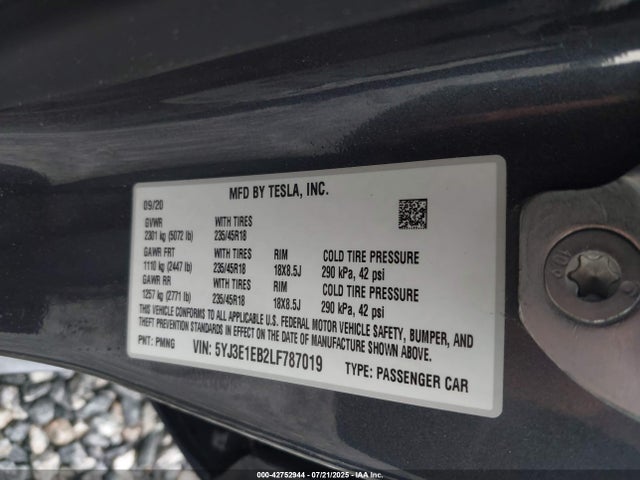 MFD BY TESLA, INC.
09/20
GVWR WITH TIRES
2301 kg (5072 lb) 235/45R18
GAWR FRT WITH TIRES RIM COLD TIRE PRESSURE
1110 kg (2447 lb) 235/45R18 18X8.5J 290 kPa, 42 psi
GAWR RR WITH TIRES RIM COLD TIRE PRESSURE
1257 kg (2771 lb) 235/45R18 18X8.5J 290 kPa, 42 psi
THIS VEHICLE CONFORMS TO ALL APPLICABLE U.S. FEDERAL MOTOR VEHICLE SAFETY, BUMPER, AND
THEFT PREVENTION STANDARDS IN EFFECT ON THE DATE OF MANUFACTURE SHOWN ABOVE.
PNT: PMNG VIN: 5YJ3E1EB2LF787019 TYPE: PASSENGER CAR
000-42752944 - 07/21/2025 - IAA Inc.